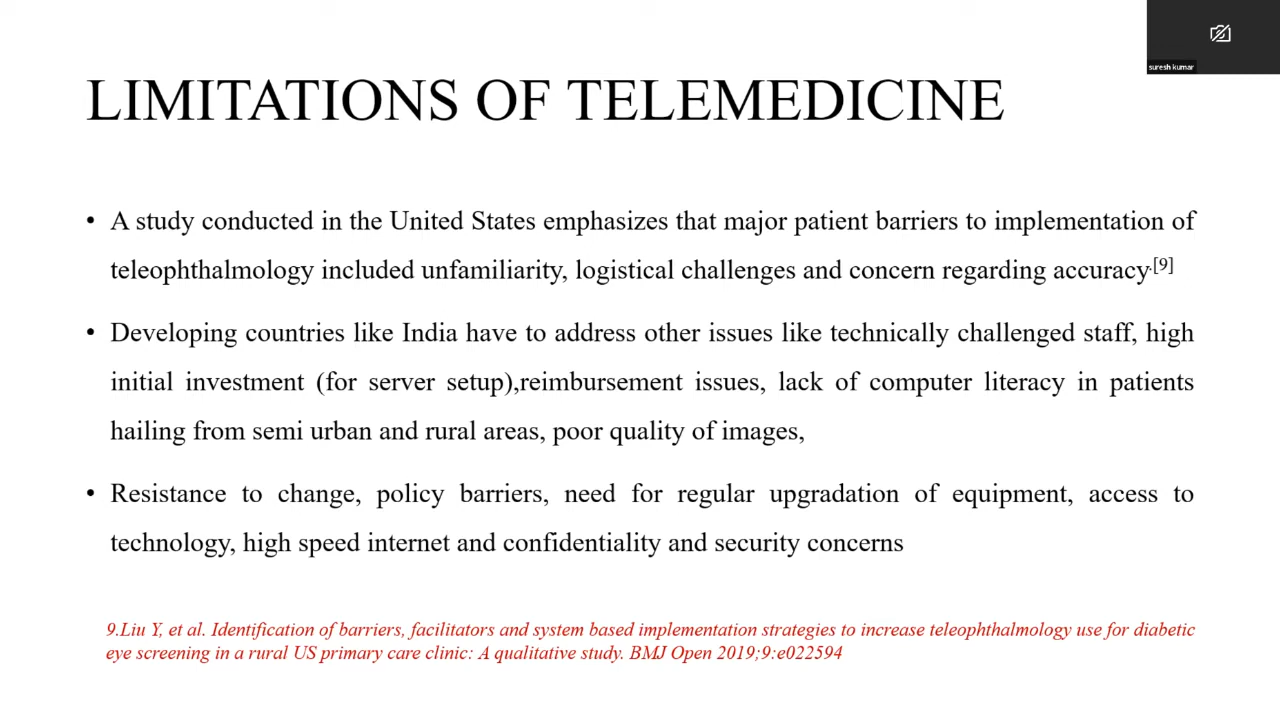 suresh kumar
LIMITATIONS OF TELEMEDICINE
• A study conducted in the United States emphasizes that major patient barriers to implementation of
teleophthalmology included unfamiliarity, logistical challenges and concern regarding accuracy.[9]
• Developing countries like India have to address other issues like technically challenged staff, high
initial investment (for server setup),reimbursement issues, lack of computer literacy in patients
hailing from semi urban and rural areas, poor quality of images,
• Resistance to change, policy barriers, need for regular upgradation of equipment, access to
technology, high speed internet and confidentiality and security concerns
9.Liu Y, et al. Identification of barriers, facilitators and system based implementation strategies to increase teleophthalmology use for diabetic
eye screening in a rural US primary care clinic: A qualitative study. BMJ Open 2019;9:e022594